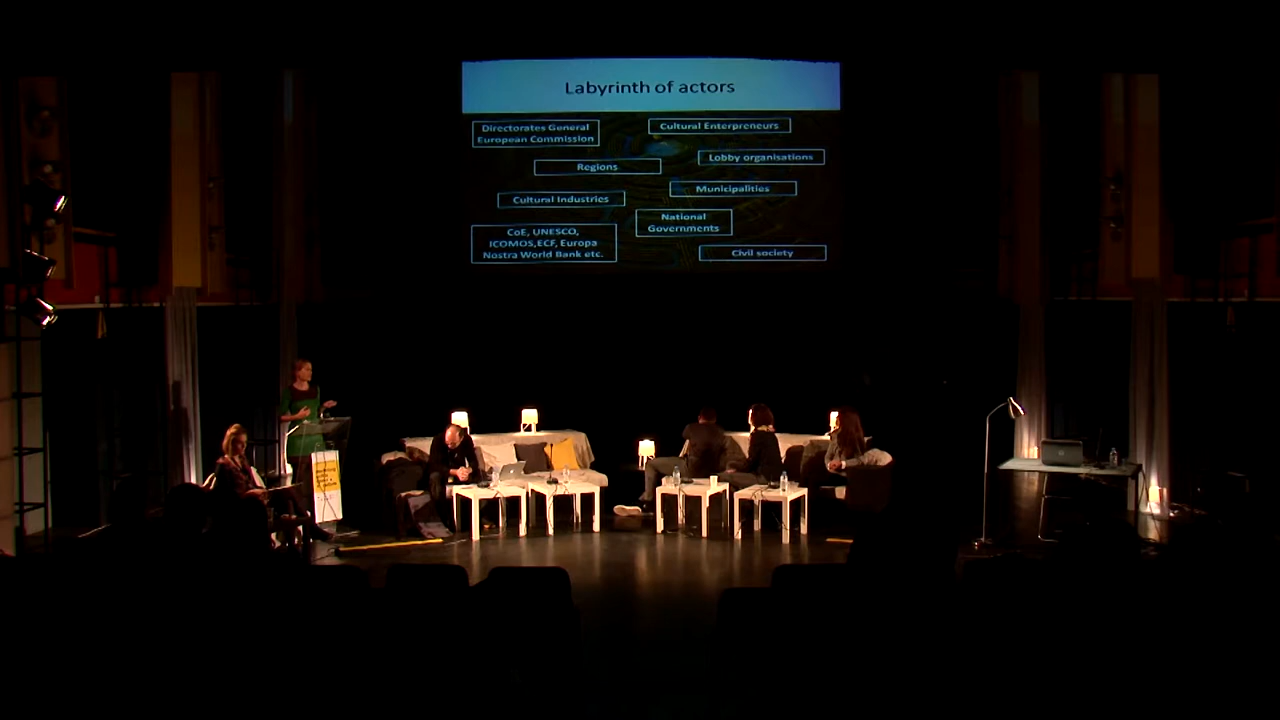 Labyrinth of actors
Directorates General
European Commission
Cultural Enterpreneurs
Lobby organisations
Regions
Municipalities
Cultural Industries
National
Governments
CoE, UNESCO,
ICOMOS,ECF, Europa
Nostra World Bank etc.
Civil society